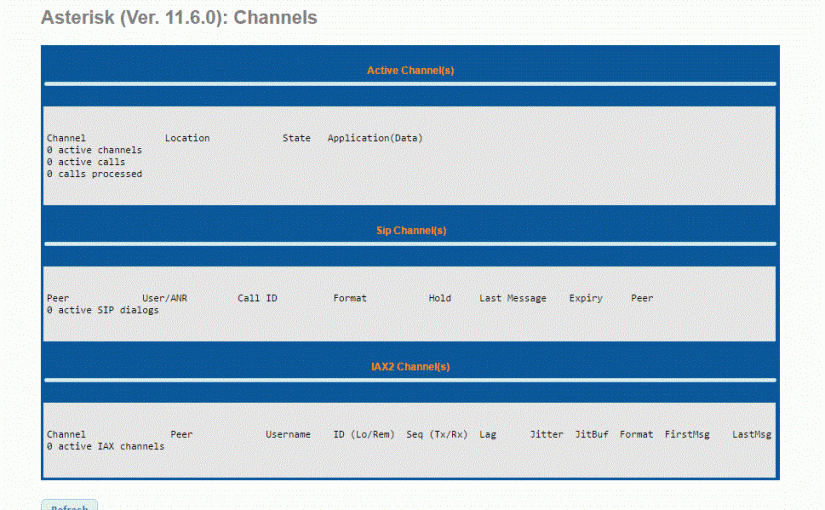 Asterisk (Ver. 11.6.0): Channels
Active Channel(s)
Channel Location State Application(Data)
0 active channels
0 active calls
0 calls processed
Sip Channel(s)
Peer User/ANR Call ID Format Hold Last Message Expiry Peer
0 active SIP dialogs
IAX2 Channel(s)
Channel Peer Username ID (Lo/Rem) Seq (Tx/Rx) Lag Jitter JitBuf Format FirstMsg LastMsg
0 active IAX channels
Refresh